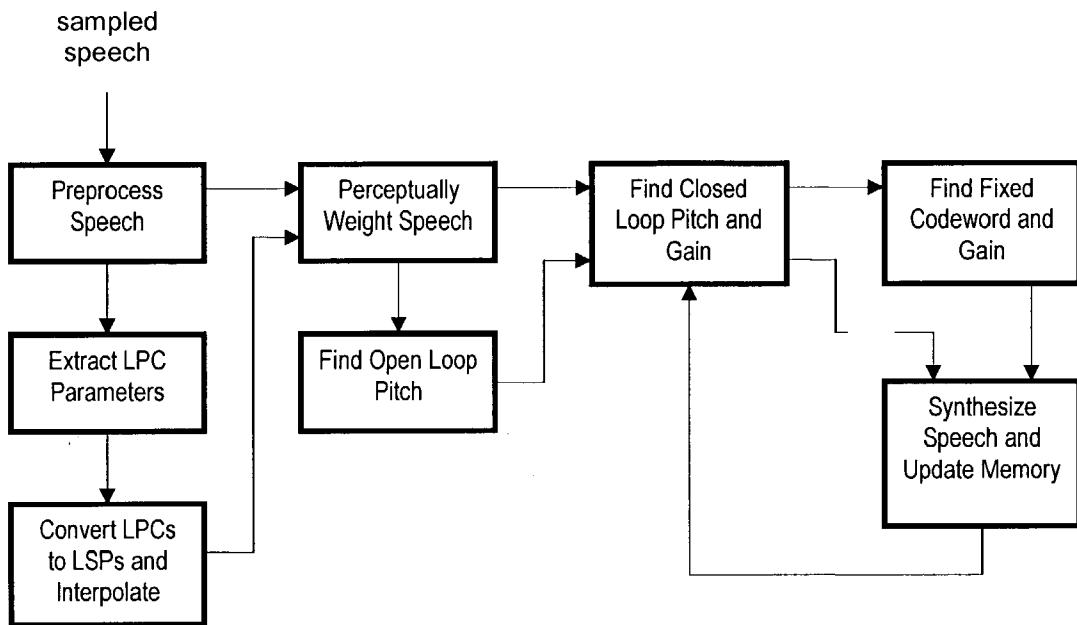 sampled
speech
Preprocess
Speech
Perceptually
Weight Speech
Find Closed
Loop Pitch and
Gain
Find Fixed
Codeword and
Gain
Extract LPC
Parameters
Find Open Loop
Pitch
Synthesize
Speech and
Update Memory
Convert LPCs
to LSPs and
Interpolate